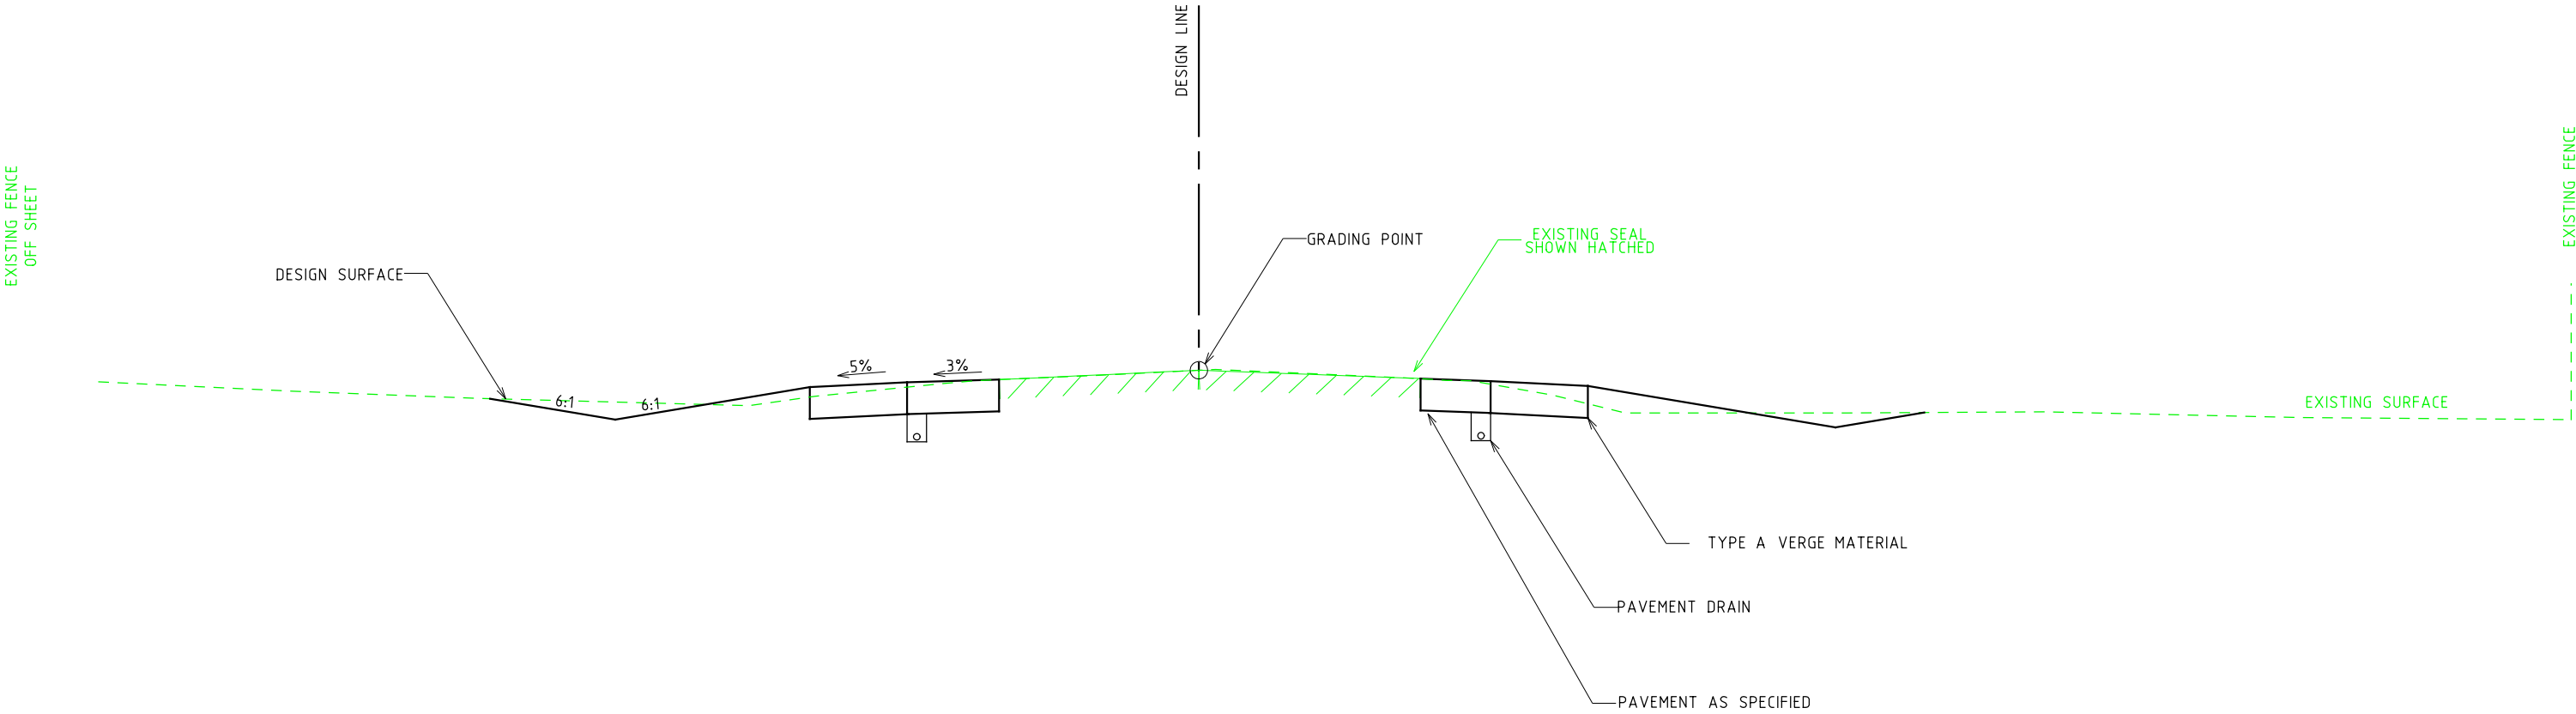 DESIGN LINE
EXISTING FENCE
OFF SHEET
EXISTING FENCE
GRADING POINT
EXISTING SEAL
SHOWN HATCHED
DESIGN SURFACE
5%
3%
6:1
6:1
EXISTING SURFACE
TYPE A VERGE MATERIAL
PAVEMENT DRAIN
PAVEMENT AS SPECIFIED